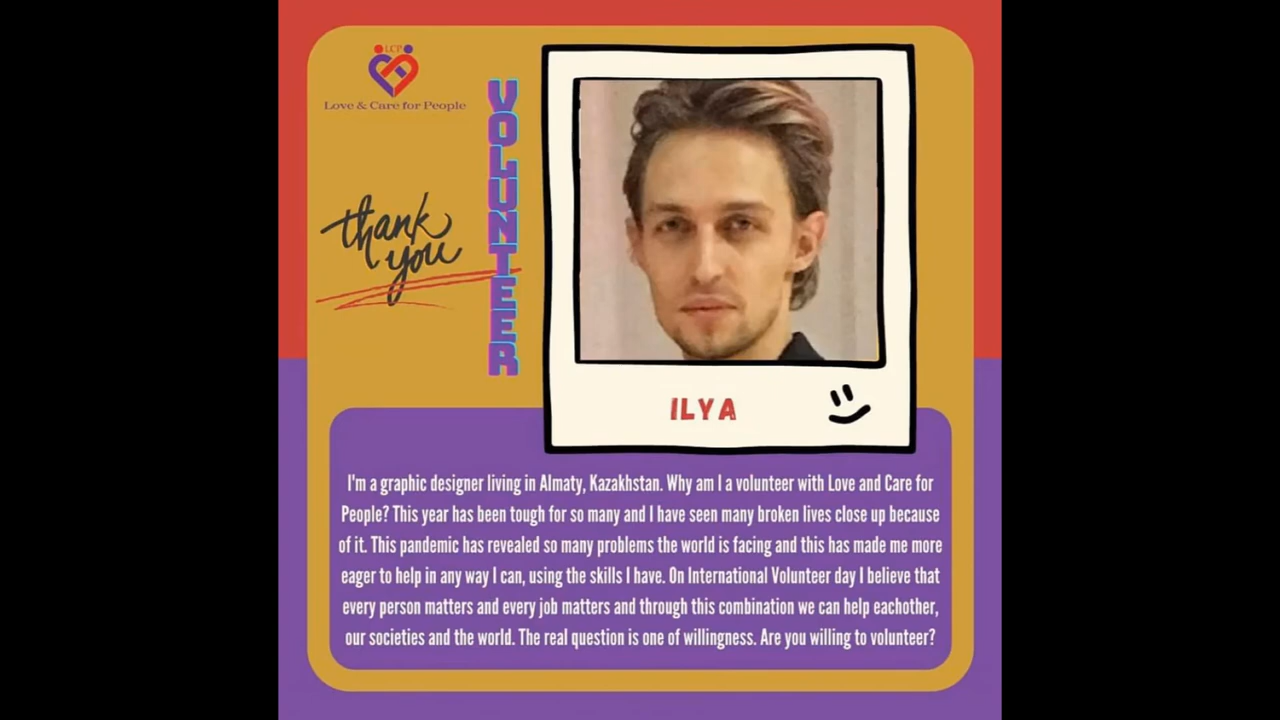 LCP
Love & Care for People
VOLUNTEER
thank
you
ILYA
I'm a graphic designer living in Almaty, Kazakhstan. Why am I a volunteer with Love and Care for
People? This year has been tough for so many and I have seen many broken lives close up because
of it. This pandemic has revealed so many problems the world is facing and this has made me more
eager to help in any way I can, using the skills I have. On International Volunteer day I believe that
every person matters and every job matters and through this combination we can help eachother,
our societies and the world. The real question is one of willingness. Are you willing to volunteer?